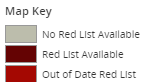 Map Key
No Red List Available
Red List Available
Out of Date Red List